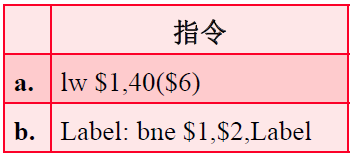 指令
a. lw $1,40($6)
b. Label: bne $1,$2,Label